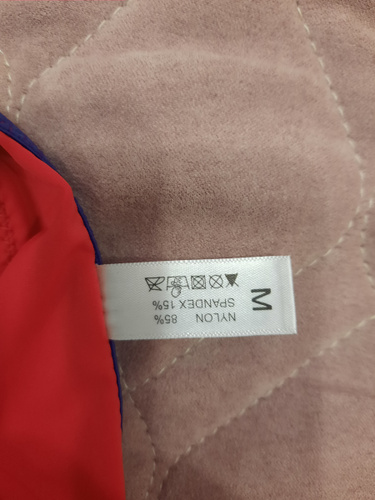 M
85% NYLON
15% SPANDEX